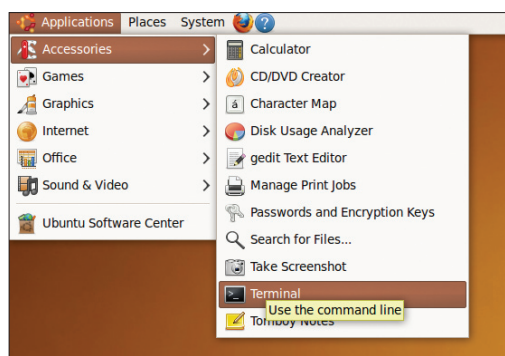 Applications Places System ?
Accessories
Games
Graphics
Internet
Office
Sound & Video
Ubuntu Software Center
Calculator
CD/DVD Creator
á Character Map
Disk Usage Analyzer
gedit Text Editor
Manage Print Jobs
Passwords and Encryption Keys
Search for Files...
Take Screenshot
Terminal
Use the command line
Tomboy Notes